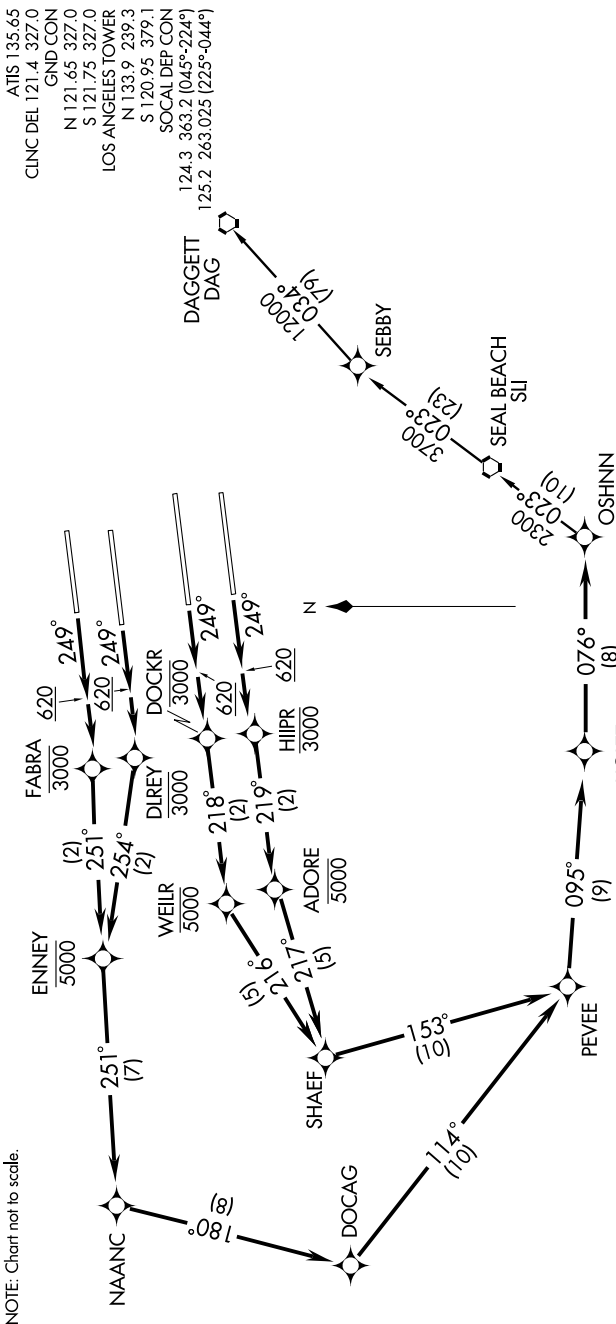 NOTE: Chart not to scale.
ATIS 135.65
CLNC DEL 121.4 327.0
GND CON
N 121.65 327.0
S 121.75 327.0
LOS ANGELES TOWER
N 133.9 239.3
S 120.95 379.1
SOCAL DEP CON
124.3 363.2 (045°-224°)
125.2 263.025 (225°-044°)
DAGGETT
DAG
12000
034°
(79)
SEBBY
3700
023°
(23)
SEAL BEACH
SLI
2300
023°
(10)
OSHNN
249°
620
FABRA
3000
(2)
251°
249°
620
DLREY
3000
254°
(2)
ENNEY
5000
251°
(7)
NAANC
180°
(8)
DOCAG
114°
(10)
249°
620
DOCKR
3000
218°
(2)
WEILR
5000
216°
(5)
249°
620
HIIPR
3000
219°
(2)
ADORE
5000
217°
(5)
SHAEF
153°
(10)
PEVEE
095°
(9)
076°
(8)
N